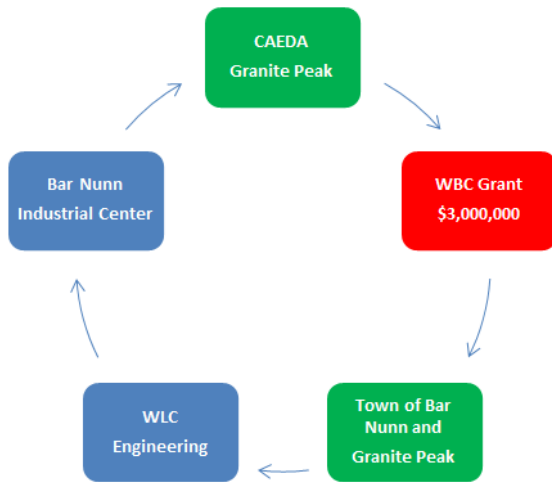 CAEDA
Granite Peak
WBC Grant
$3,000,000
Town of Bar
Nunn and
Granite Peak
WLC
Engineering
Bar Nunn
Industrial Center